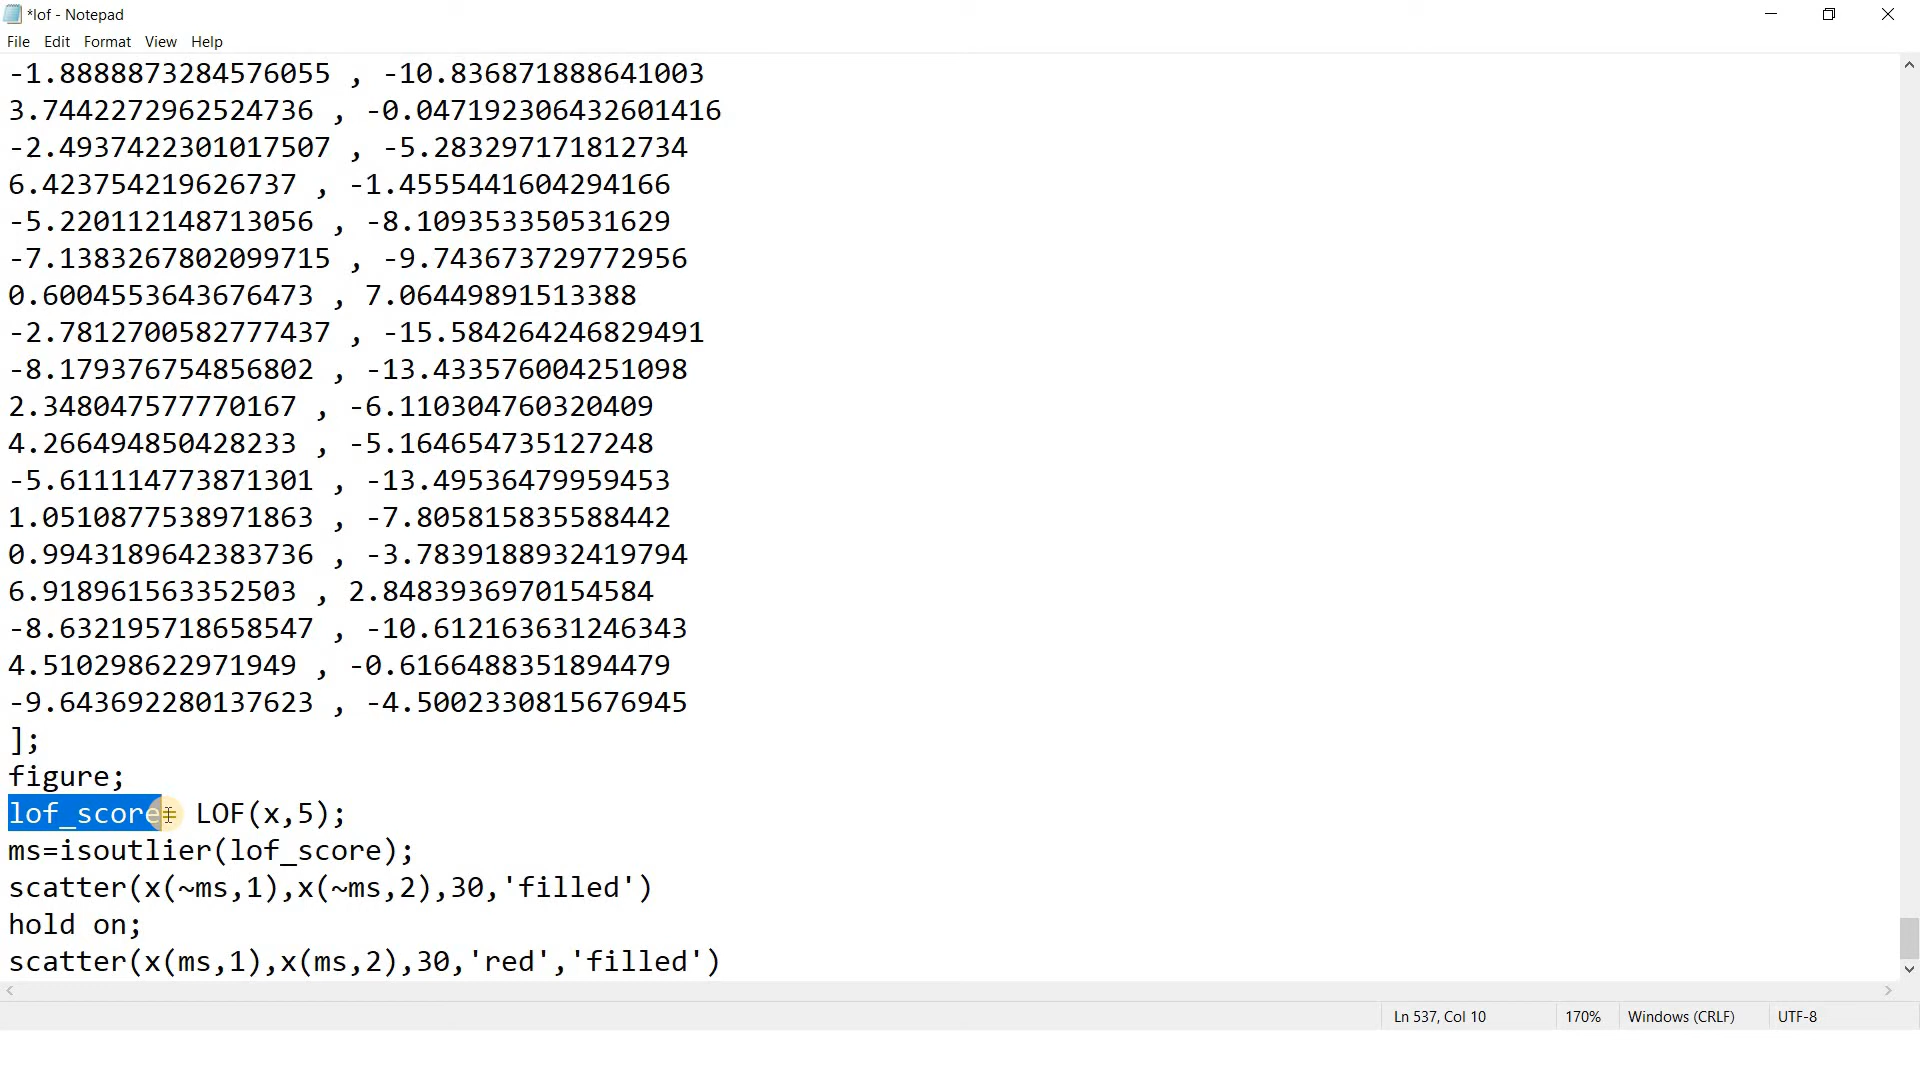 *lof - Notepad
File Edit Format View Help
-1.8888873284576055 , -10.836871888641003
3.7442272962524736 , -0.047192306432601416
-2.4937422301017507 , -5.283297171812734
6.423754219626737 , -1.4555441604294166
-5.220112148713056 , -8.109353350531629
-7.1383267802099715 , -9.743673729772956
0.6004553643676473 , 7.06449891513388
-2.7812700582777437 , -15.584264246829491
-8.179376754856802 , -13.433576004251098
2.348047577770167 , -6.110304760320409
4.266494850428233 , -5.164654735127248
-5.611114773871301 , -13.49536479959453
1.0510877538971863 , -7.805815835588442
0.9943189642383736 , -3.7839188932419794
6.918961563352503 , 2.8483936970154584
-8.632195718658547 , -10.612163631246343
4.510298622971949 , -0.6166488351894479
-9.643692280137623 , -4.5002330815676945
];
figure;
lof_score= LOF(x,5);
ms=isoutlier(lof_score);
scatter(x(~ms,1),x(~ms,2),30,'filled')
hold on;
scatter(x(ms,1),x(ms,2),30,'red','filled')
Ln 537, Col 10 170% Windows (CRLF) UTF-8